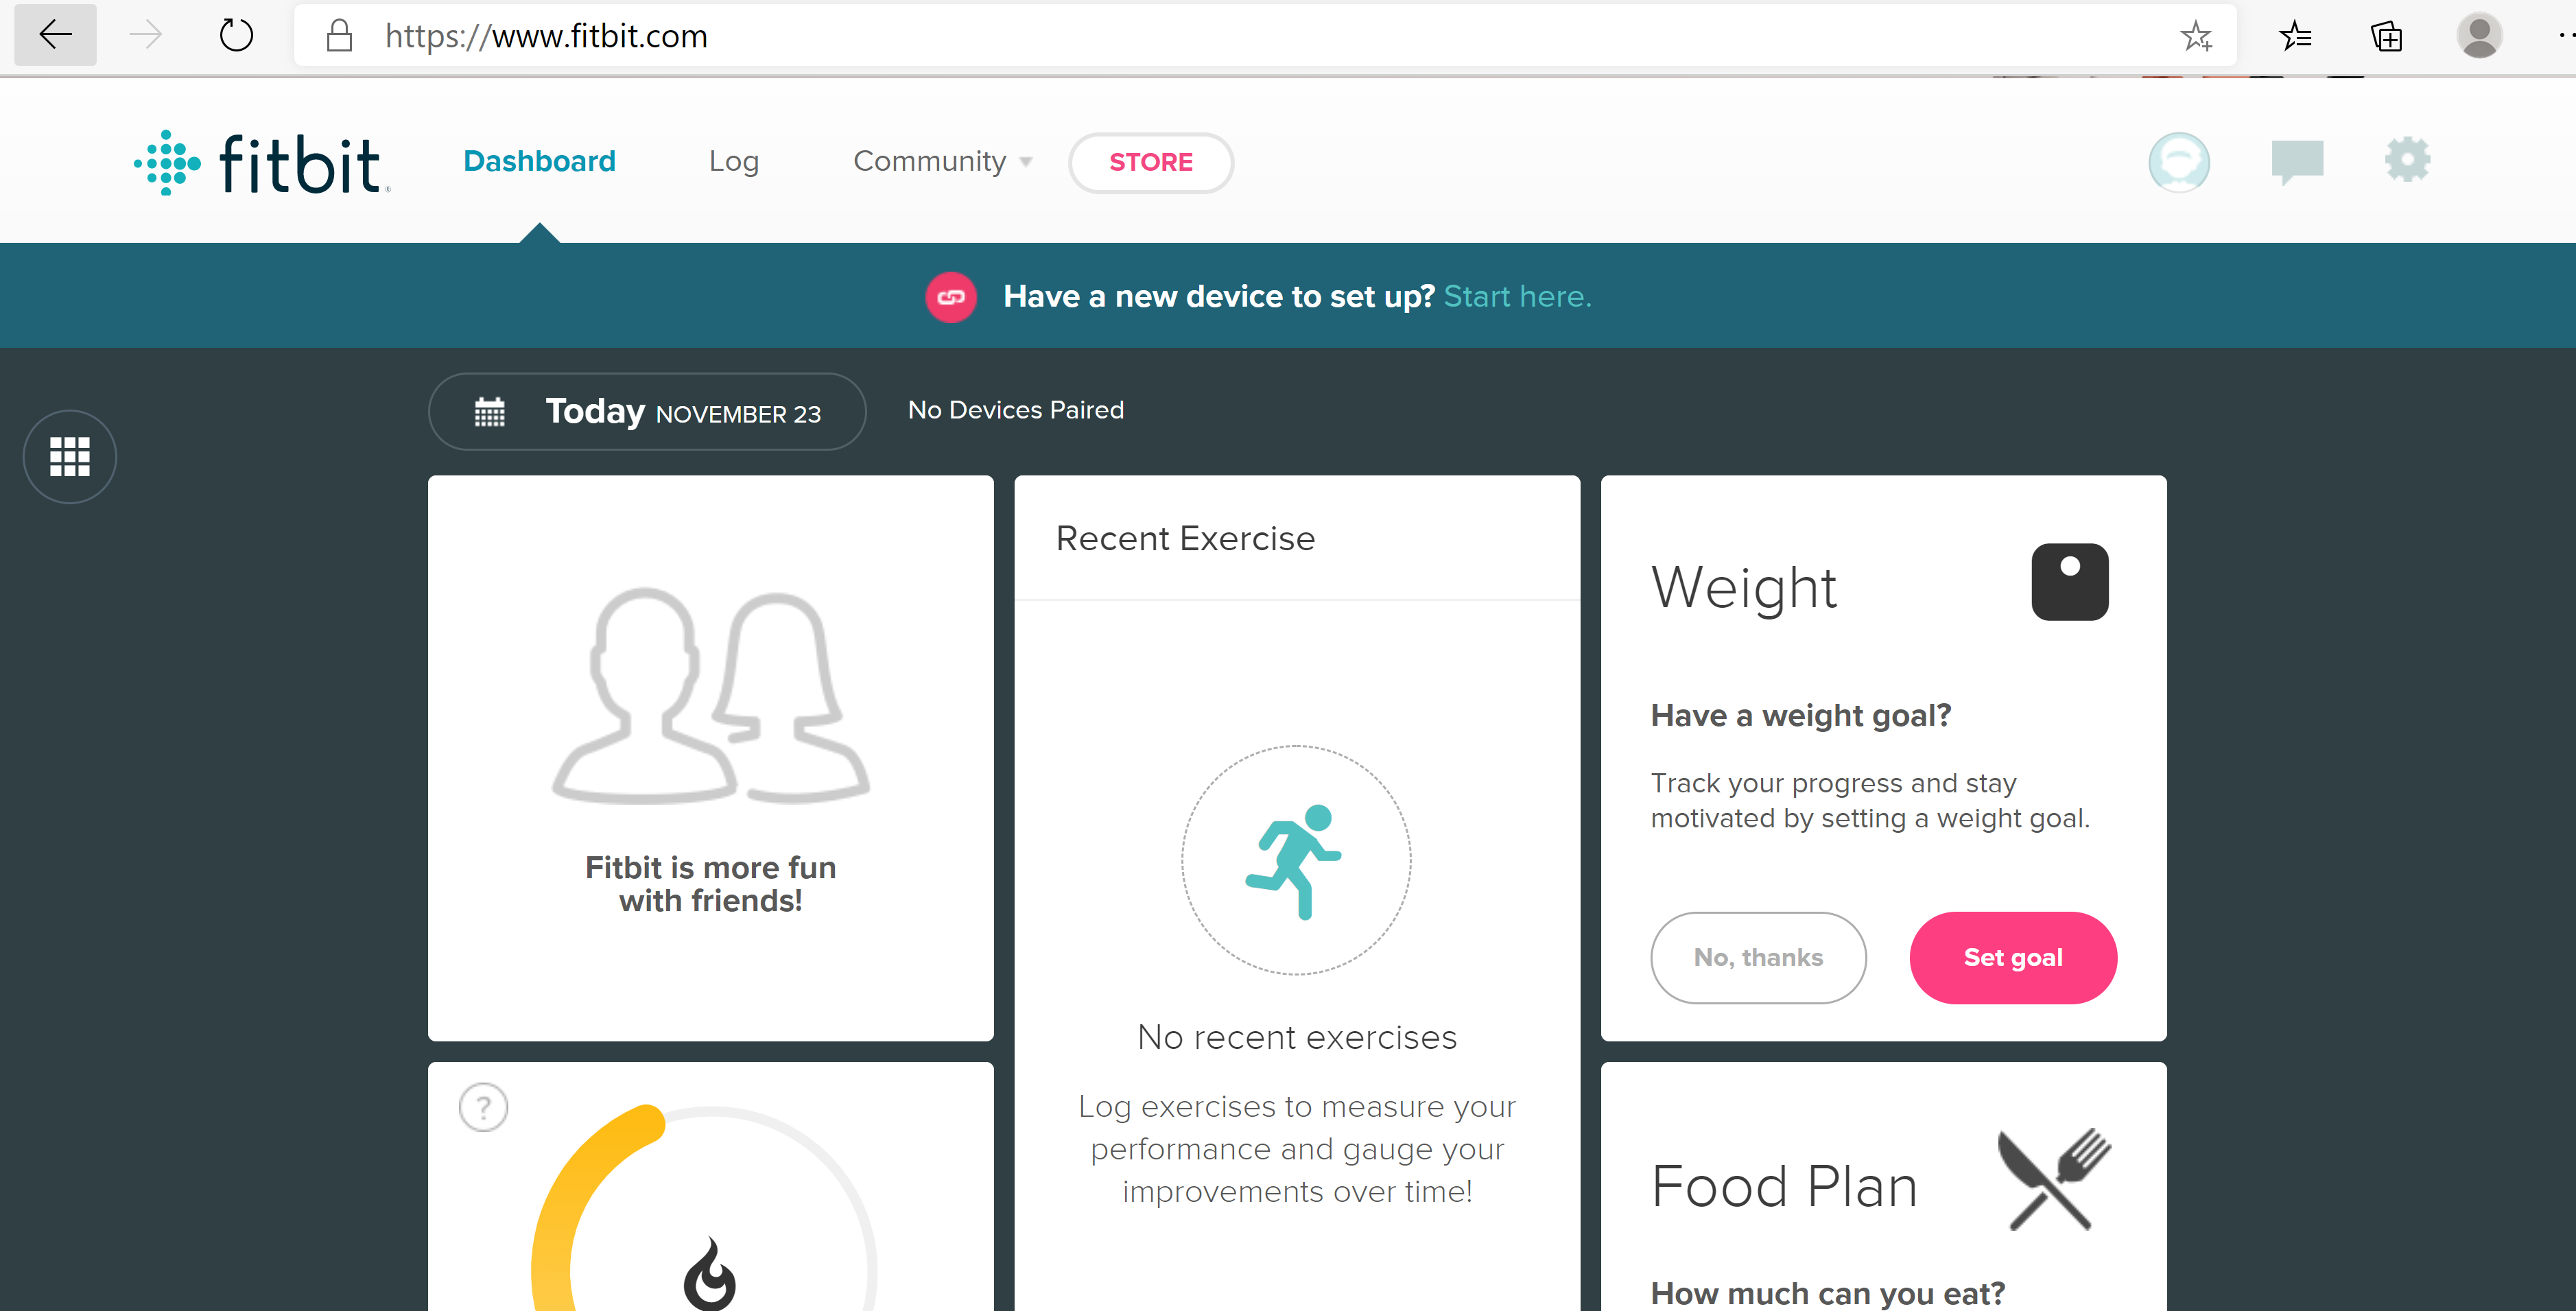 https://www.fitbit.com
fitbit
Dashboard
Log
Community
STORE
Have a new device to set up? Start here.
Today NOVEMBER 23
No Devices Paired
Fitbit is more fun
with friends!
?
Recent Exercise
No recent exercises
Log exercises to measure your
performance and gauge your
improvements over time!
Weight
Have a weight goal?
Track your progress and stay
motivated by setting a weight goal.
No, thanks
Set goal
Food Plan
How much can you eat?